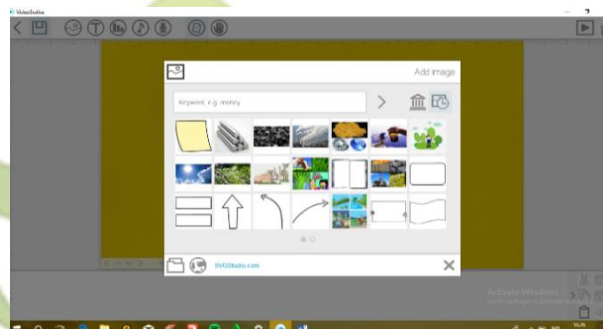 VideoScribe
Add image
Keyword, e.g. money
SVGStudio.com
Activate Windows